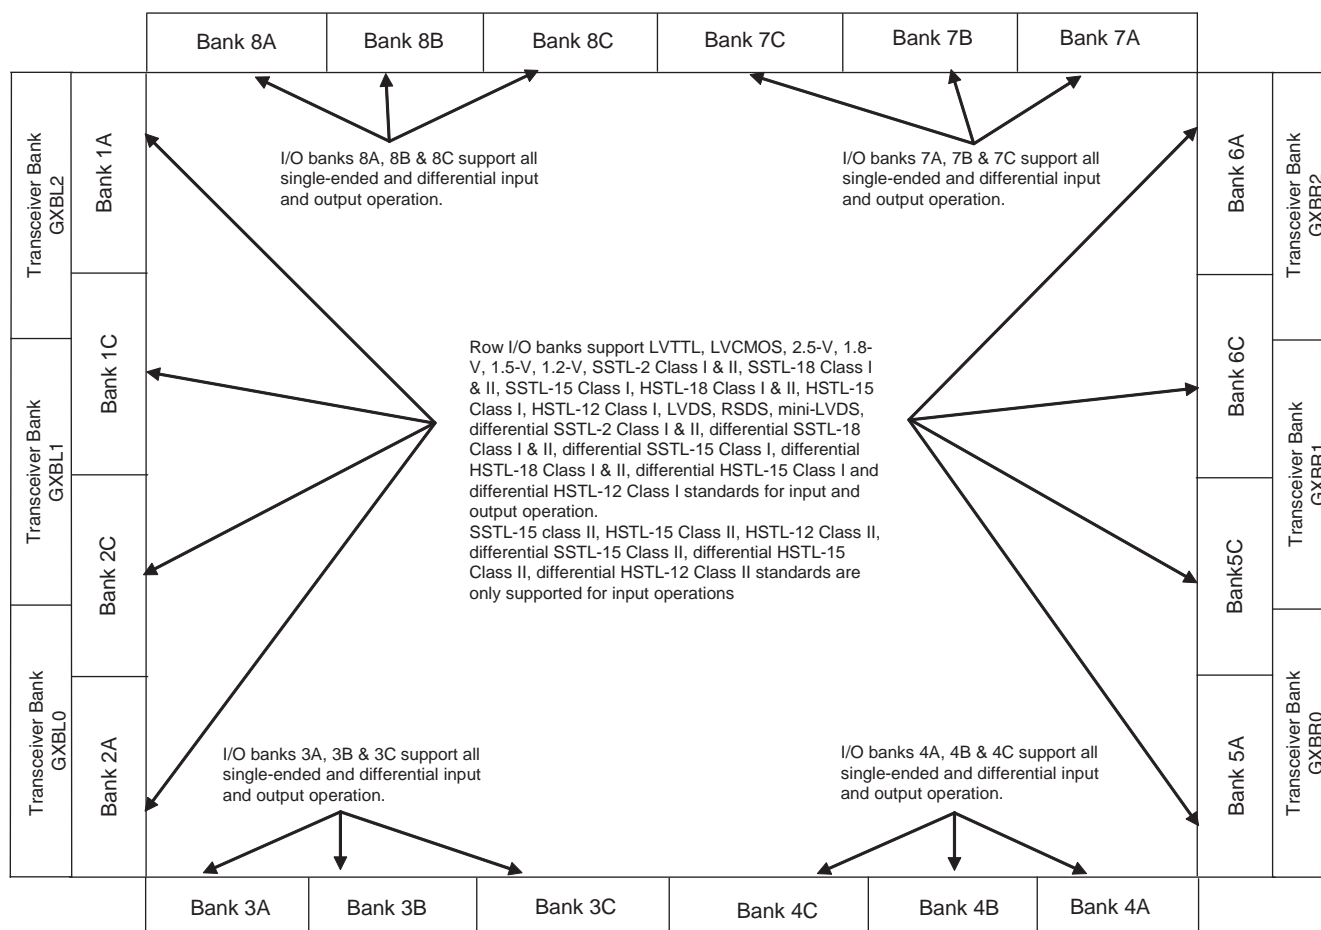 Bank 8A
Bank 8B
Bank 8C
Bank 7C
Bank 7B
Bank 7A
Transceiver Bank
GXBL2
Bank 1A
I/O banks 8A, 8B & 8C support all
single-ended and differential input
and output operation.
I/O banks 7A, 7B & 7C support all
single-ended and differential input
and output operation.
Bank 6A
Transceiver Bank
GXBR2
Bank 1C
Transceiver Bank
GXBL1
Bank 2C
Row I/O banks support LVTTL, LVCMOS, 2.5-V, 1.8-
V, 1.5-V, 1.2-V, SSTL-2 Class I & II, SSTL-18 Class I
& II, SSTL-15 Class I, HSTL-18 Class I & II, HSTL-15
Class I, HSTL-12 Class I, LVDS, RSDS, mini-LVDS,
differential SSTL-2 Class I & II, differential SSTL-18
Class I & II, differential SSTL-15 Class I, differential
HSTL-18 Class I & II, differential HSTL-15 Class I and
differential HSTL-12 Class I standards for input and
output operation.
SSTL-15 class II, HSTL-15 Class II, HSTL-12 Class II,
differential SSTL-15 Class II, differential HSTL-15
Class II, differential HSTL-12 Class II standards are
only supported for input operations
Bank 6C
Transceiver Bank
GXBR1
Bank5C
Transceiver Bank
GXBL0
Bank 2A
I/O banks 3A, 3B & 3C support all
single-ended and differential input
and output operation.
I/O banks 4A, 4B & 4C support all
single-ended and differential input
and output operation.
Bank 5A
Transceiver Bank
GXBR0
Bank 3A
Bank 3B
Bank 3C
Bank 4C
Bank 4B
Bank 4A